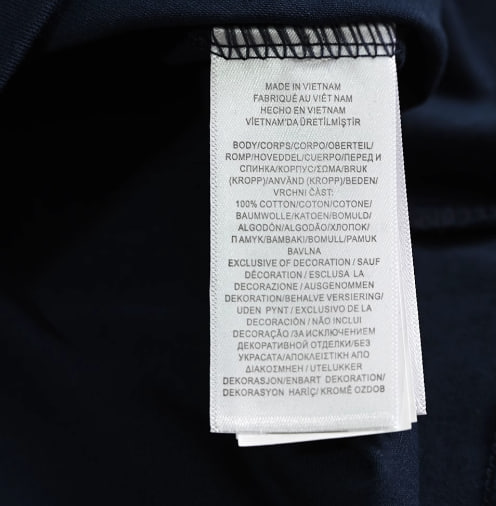 MADE IN VIETNAM
FABRIQUÉ AU VIÊT NAM
HECHO EN VIETNAM
VİETNAM'DA ÜRETİLMİŞTİR
BODY/CORPS/CORPO/OBERTEIL/
ROMP/HOVEDDEL/CUERPO/ПЕРЕД И
СПИНКА/КОРПУС/ΣΩΜΑ/BRUK
(KROPP)/ANVÄND (KROPP)/BEDEN/
VRCHNI ČÁST:
100% COTTON/COTON/COTONE/
BAUMWOLLE/KATOEN/BOMULD/
ALGODÓN/ALGODÃO/ХЛОПОК/
ПАМУК/ΒΑΜΒΑΚΙ/BOMULL/PAMUK
BAVLNA
EXCLUSIVE OF DECORATION / SAUF
DÉCORATION / ESCLUSA LA
DECORAZIONE / AUSGENOMMEN
DEKORATION/BEHALVE VERSIERING/
UDEN PYNT / EXCLUSIVO DE LA
DECORACIÓN / NÃO INCLUI
DECORAÇÃO /ЗА ИСКЛЮЧЕНИЕМ
ДЕКОРАТИВНОЙ ОТДЕЛКИ/БЕЗ
УКРАСАТА/ΑΠΟΚΛΕΙΣΤΙΚΗ ΑΠΟ
ΔΙΑΚΟΣΜΗΕΗ / UTELUKKER
DEKORASJON/ENBART DEKORATION/
DEKORASYON HARİÇ/ KROMĚ OZDOB